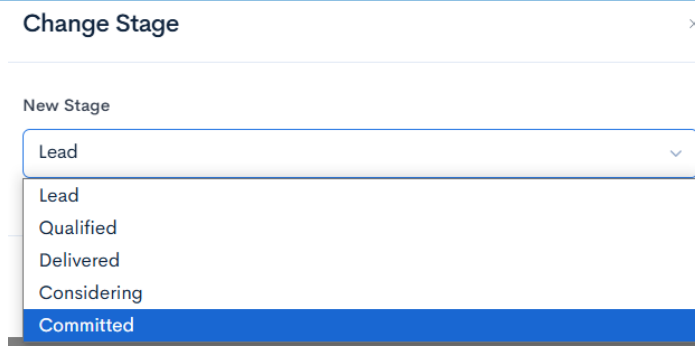 Change Stage
New Stage
Lead
Lead
Qualified
Delivered
Considering
Committed